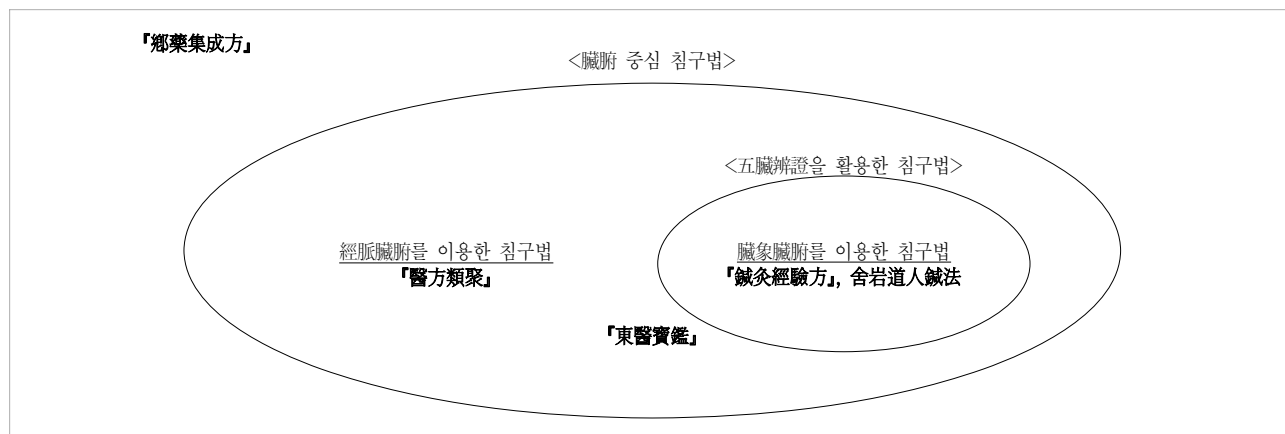 『鄕藥集成方』
<臟腑 중심 침구법>
<五臟辨證을 활용한 침구법>
經脈臟腑를 이용한 침구법
『醫方類聚』
臟象臟腑를 이용한 침구법
『鍼灸經驗方』, 舍岩道人鍼法
『東醫寶鑑』